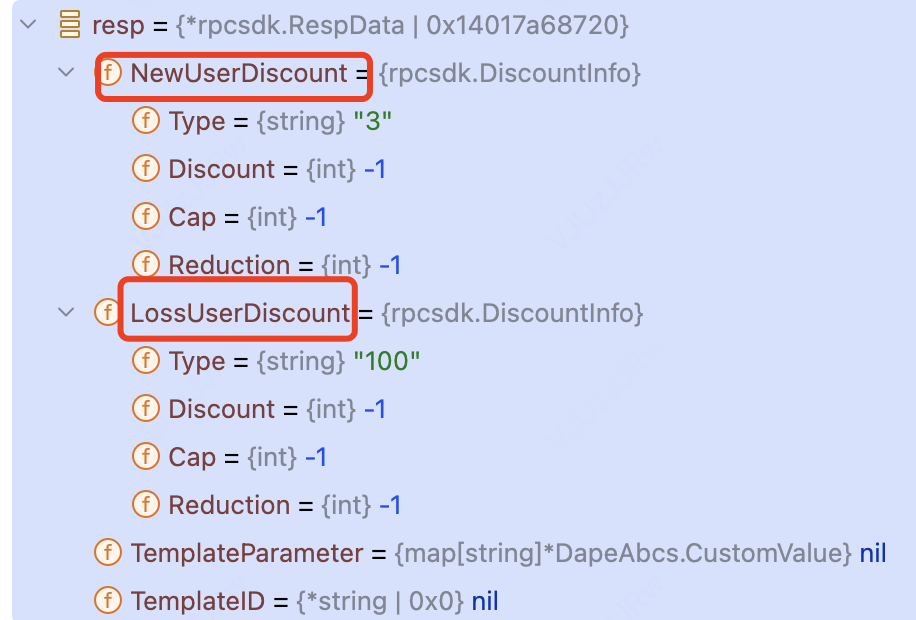 resp = {*rpcsdk.RespData | 0x14017a68720}
f NewUserDiscount = {rpcsdk.DiscountInfo}
f Type = {string} "3"
f Discount = {int} -1
f Cap = {int} -1
f Reduction = {int} -1
f LossUserDiscount = {rpcsdk.DiscountInfo}
f Type = {string} "100"
f Discount = {int} -1
f Cap = {int} -1
f Reduction = {int} -1
f TemplateParameter = {map[string]*DapeAbcs.CustomValue} nil
f TemplateID = {*string | 0x0} nil